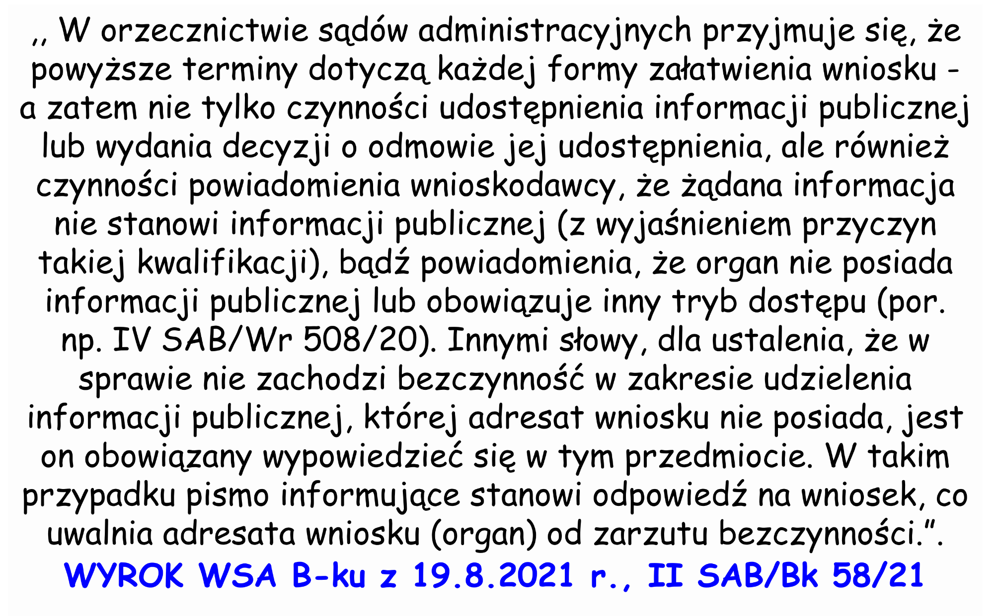 ,, W orzecznictwie sądów administracyjnych przyjmuje się, że
powyższe terminy dotyczą każdej formy załatwienia wniosku -
a zatem nie tylko czynności udostępnienia informacji publicznej
lub wydania decyzji o odmowie jej udostępnienia, ale również
czynności powiadomienia wnioskodawcy, że żądana informacja
nie stanowi informacji publicznej (z wyjaśnieniem przyczyn
takiej kwalifikacji), bądź powiadomienia, że organ nie posiada
informacji publicznej lub obowiązuje inny tryb dostępu (por.
np. IV SAB/Wr 508/20). Innymi słowy, dla ustalenia, że w
sprawie nie zachodzi bezczynność w zakresie udzielenia
informacji publicznej, której adresat wniosku nie posiada, jest
on obowiązany wypowiedzieć się w tym przedmiocie. W takim
przypadku pismo informujące stanowi odpowiedź na wniosek, co
uwalnia adresata wniosku (organ) od zarzutu bezczynności.”.
WYROK WSA B-ku z 19.8.2021 r., II SAB/Bk 58/21